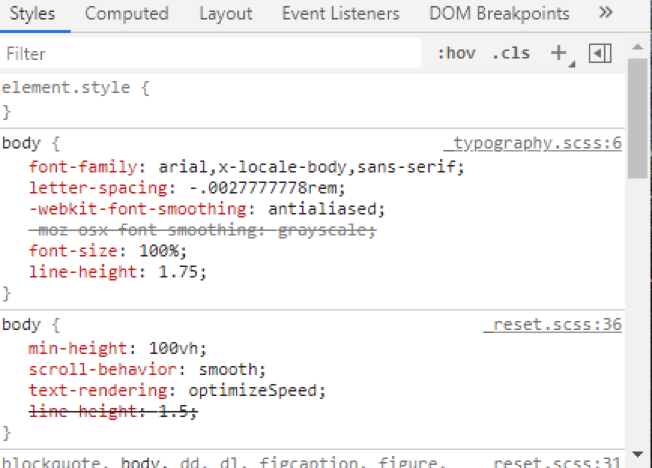 Styles Computed Layout Event Listeners DOM Breakpoints »
Filter :hov .cls +
element.style {
}
body { _typography.scss:6
font-family: arial,x-locale-body,sans-serif;
letter-spacing: -.0027777778rem;
-webkit-font-smoothing: antialiased;
-moz-osx-font-smoothing: grayscale;
font-size: 100%;
line-height: 1.75;
}
body { _reset.scss:36
min-height: 100vh;
scroll-behavior: smooth;
text-rendering: optimizeSpeed;
line-height: 1.5;
}
blockquote, body, dd, dl, figcaption, figure, _reset.scss:31